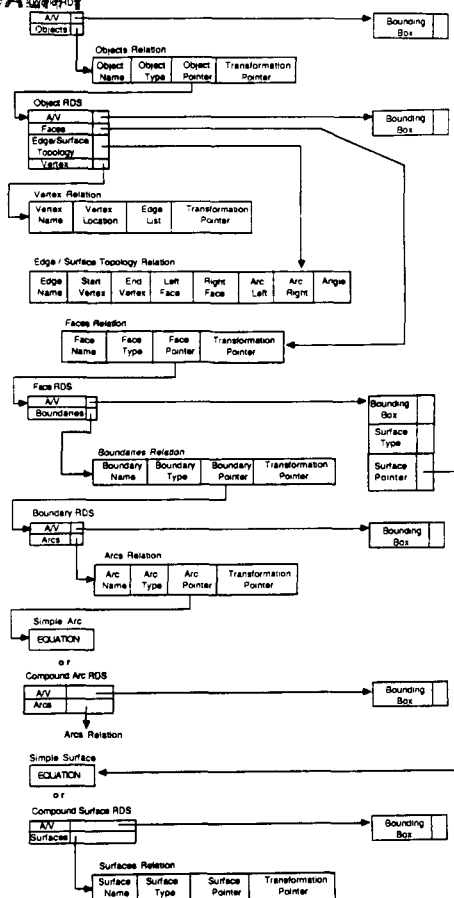 World RDS
A/V
Objects
Bounding
Box
Objects Relation
Object Name
Object Type
Object Pointer
Transformation Pointer
Object RDS
A/V
Faces
Edge/Surface
Topology
Vertex
Bounding
Box
Vertex Relation
Vertex Name
Vertex Location
Edge List
Transformation Pointer
Edge / Surface Topology Relation
Edge Name
Start Vertex
End Vertex
Left Face
Right Face
Arc Left
Arc Right
Angle
Faces Relation
Face Name
Face Type
Face Pointer
Transformation Pointer
Face RDS
A/V
Boundaries
Bounding
Box
Surface
Type
Surface
Pointer
Boundaries Relation
Boundary Name
Boundary Type
Boundary Pointer
Transformation Pointer
Boundary RDS
A/V
Arcs
Bounding
Box
Arcs Relation
Arc Name
Arc Type
Arc Pointer
Transformation Pointer
Simple Arc
EQUATION
or
Compound Arc RDS
A/V
Arcs
Bounding
Box
Arcs Relation
Simple Surface
EQUATION
or
Compound Surface RDS
A/V
Surfaces
Bounding
Box
Surfaces Relation
Surface Name
Surface Type
Surface Pointer
Transformation Pointer